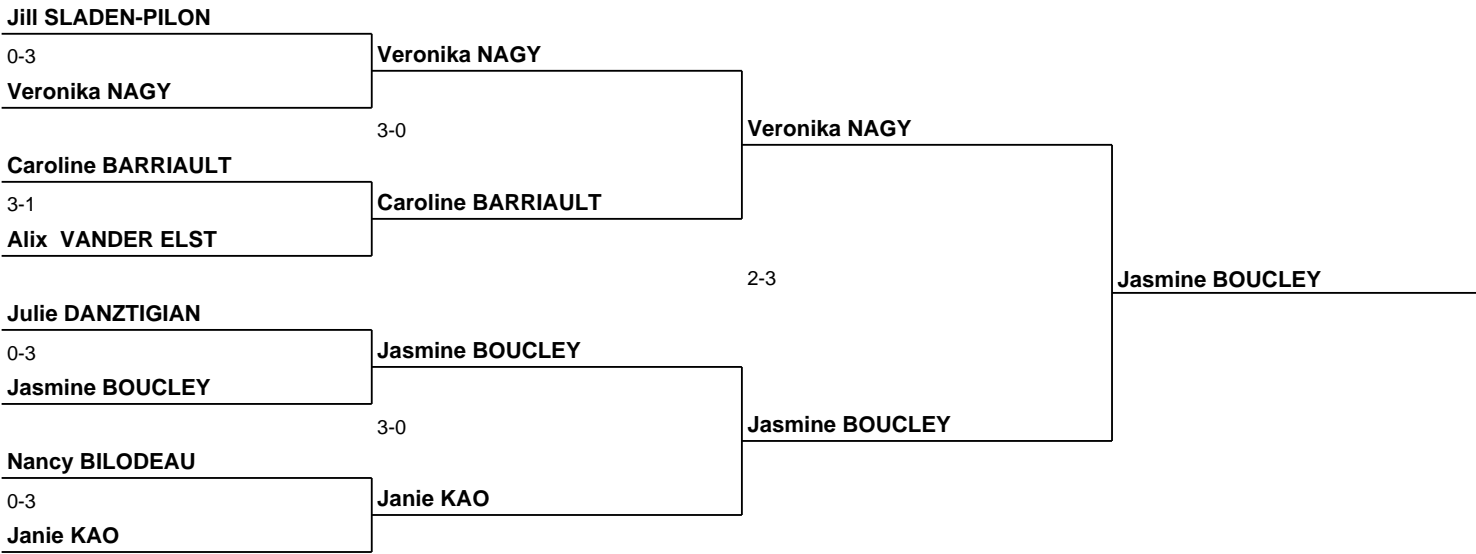 Jill SLADEN-PILON
0-3
Veronika NAGY
Veronika NAGY
3-0
Veronika NAGY
Caroline BARRIAULT
3-1
Caroline BARRIAULT
Alix  VANDER ELST
2-3
Jasmine BOUCLEY
Julie DANZTIGIAN
0-3
Jasmine BOUCLEY
Jasmine BOUCLEY
3-0
Jasmine BOUCLEY
Nancy BILODEAU
0-3
Janie KAO
Janie KAO